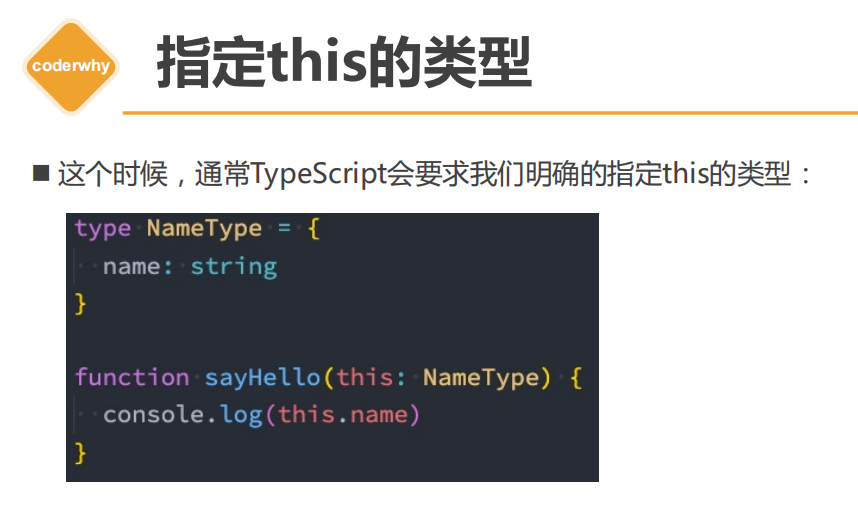 coderwhy
指定this的类型
■ 这个时候，通常TypeScript会要求我们明确的指定this的类型：
type NameType = {
  name: string
}

function sayHello(this: NameType) {
  console.log(this.name)
}